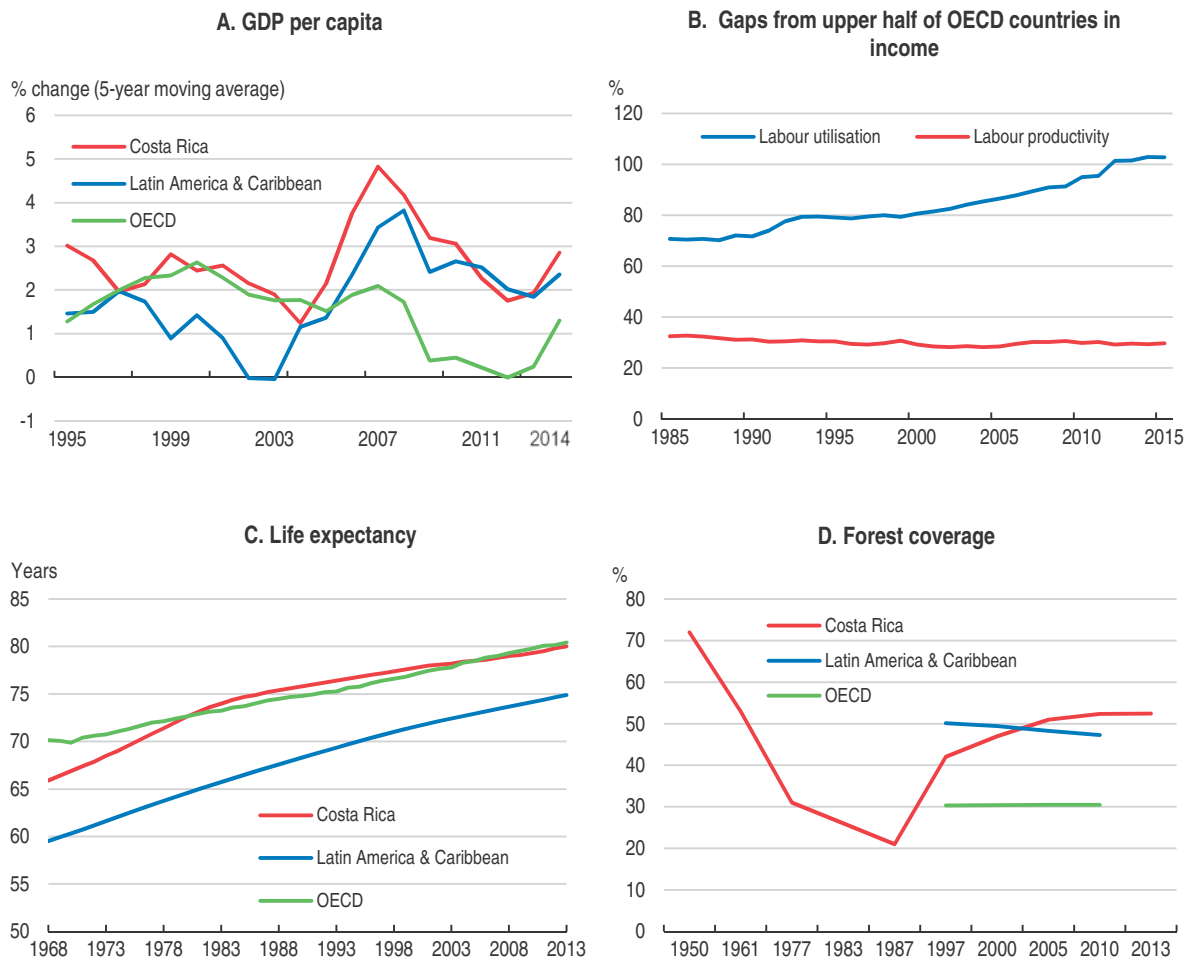 A. GDP per capita
% change (5-year moving average)
6
5
4
3
2
1
0
-1
Costa Rica
Latin America & Caribbean
OECD
1995 1999 2003 2007 2011 2014
B. Gaps from upper half of OECD countries in
income
%
120
100
80
60
40
20
0
Labour utilisation Labour productivity
1985 1990 1995 2000 2005 2010 2015
C. Life expectancy
Years
85
80
75
70
65
60
55
50
Costa Rica
Latin America & Caribbean
OECD
1968 1973 1978 1983 1988 1993 1998 2003 2008 2013
D. Forest coverage
%
80
70
60
50
40
30
20
10
0
Costa Rica
Latin America & Caribbean
OECD
1950 1961 1977 1983 1987 1997 2000 2005 2010 2013